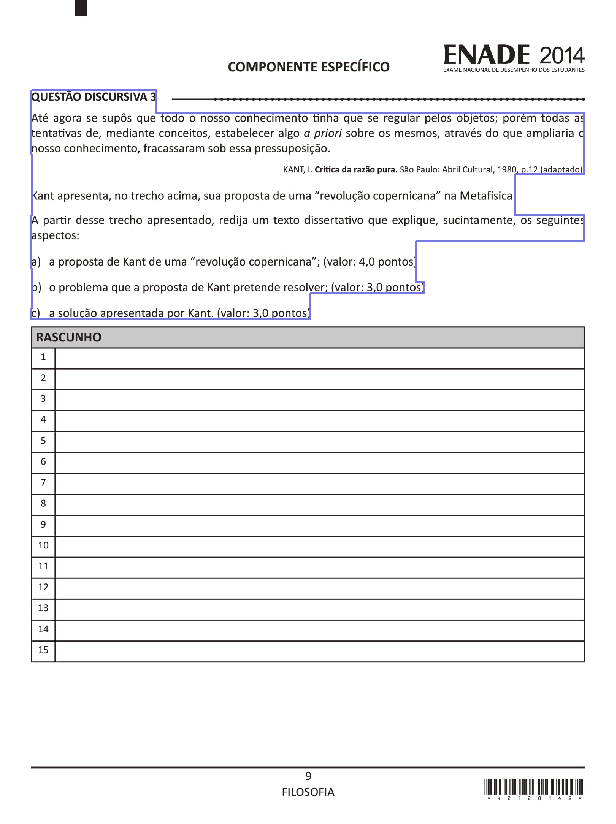 ENADE 2014
EXAME NACIONAL DE DESEMPENHO DOS ESTUDANTES
COMPONENTE ESPECÍFICO
QUESTÃO DISCURSIVA 3
Até agora se supôs que todo o nosso conhecimento tinha que se regular pelos objetos; porém todas as
tentativas de, mediante conceitos, estabelecer algo a priori sobre os mesmos, através do que ampliaria o
nosso conhecimento, fracassaram sob essa pressuposição.
KANT, I. Crítica da razão pura. São Paulo: Abril Cultural, 1980, p.12 (adaptado).
Kant apresenta, no trecho acima, sua proposta de uma “revolução copernicana” na Metafísica.
A partir desse trecho apresentado, redija um texto dissertativo que explique, sucintamente, os seguintes
aspectos:
a) a proposta de Kant de uma “revolução copernicana”; (valor: 4,0 pontos)
b) o problema que a proposta de Kant pretende resolver; (valor: 3,0 pontos)
c) a solução apresentada por Kant. (valor: 3,0 pontos)
RASCUNHO
1
2
3
4
5
6
7
8
9
10
11
12
13
14
15
9
FILOSOFIA